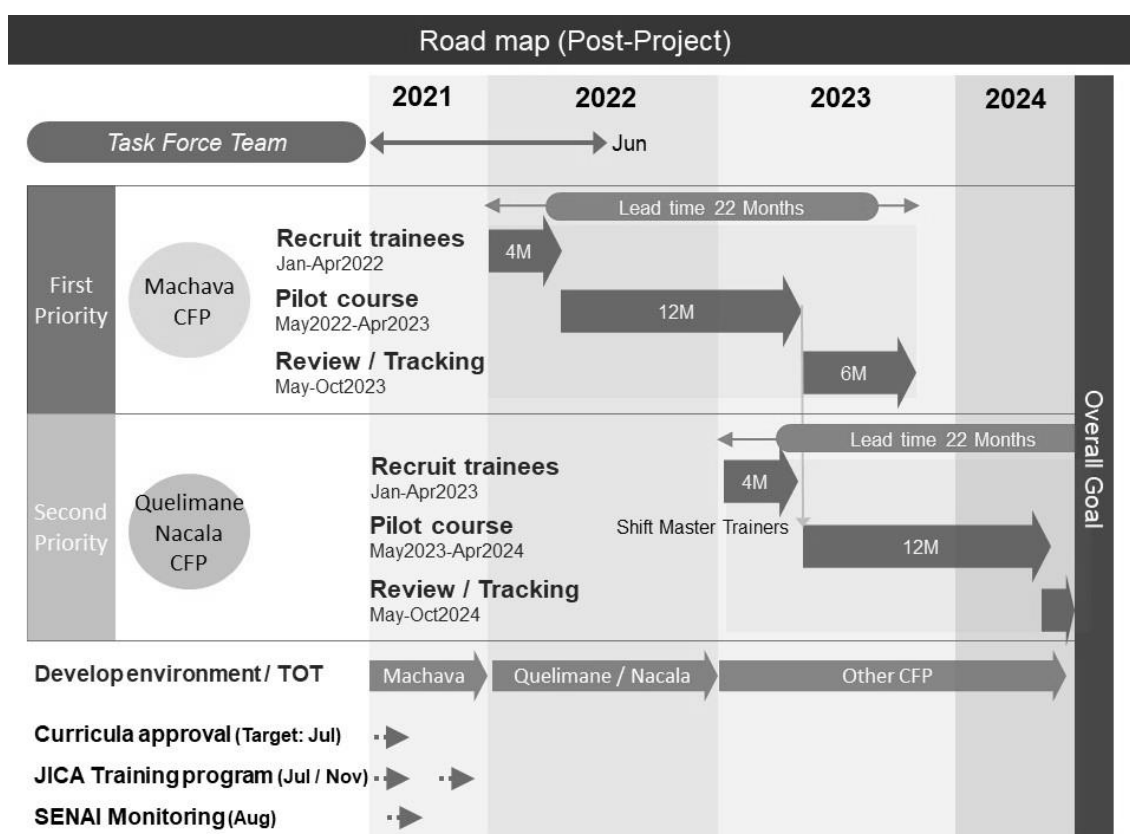 Road map (Post-Project)
2021
2022
2023
2024
Task Force Team
Jun
Lead time 22 Months
First
Priority
Machava
CFP
Recruit trainees
Jan-Apr2022
4M
Pilot course
May2022-Apr2023
12M
Review / Tracking
May-Oct2023
6M
Overall Goal
Lead time 22 Months
Second
Priority
Quelimane
Nacala
CFP
Recruit trainees
Jan-Apr2023
4M
Pilot course
May2023-Apr2024
Shift Master Trainers
12M
Review / Tracking
May-Oct2024
Develop environment / TOT
Machava
Quelimane / Nacala
Other CFP
Curricula approval (Target: Jul)
JICA Training program (Jul / Nov)
SENAI Monitoring (Aug)